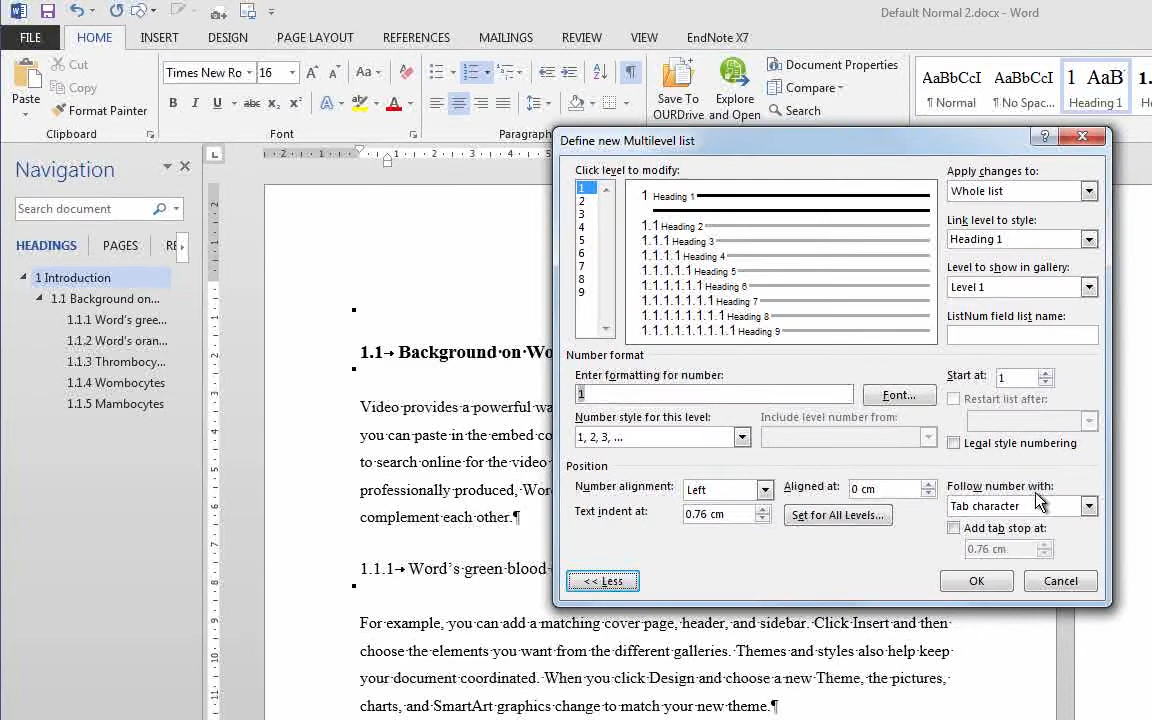 Default Normal 2.docx - Word
FILE HOME INSERT DESIGN PAGE LAYOUT REFERENCES MAILINGS REVIEW VIEW EndNote X7
Paste
Cut
Copy
Format Painter
Clipboard
Times New Ro 16
Aa
B I U abc x₂ x²
A A
Font
Paragraph
Save To OURDrive
Explore and Open
Document Properties
Compare
Search
AaBbCcI AaBbCcI 1 AaB 1.
¶ Normal ¶ No Spac... Heading 1
Navigation
Search document
HEADINGS PAGES
1 Introduction
1.1 Background on...
1.1.1 Word's gree...
1.1.2 Word's oran...
1.1.3 Thrombocy...
1.1.4 Wombocytes
1.1.5 Mambocytes
1.1→ Background·on·Wo
Video·provides·a·powerful·wa
you·can·paste·in·the·embed·co
to·search·online·for·the·video·
professionally·produced,·Wor
complement·each·other.¶
1.1.1→ Word's·green·blood·
For·example,·you·can·add·a·matching·cover·page,·header,·and·sidebar.·Click·Insert·and·then·
choose·the·elements·you·want·from·the·different·galleries.·Themes·and·styles·also·help·keep·
your·document·coordinated.·When·you·click·Design·and·choose·a·new·Theme,·the·pictures,·
charts,·and·SmartArt·graphics·change·to·match·your·new·theme.¶
Define new Multilevel list
Click level to modify:
1
2
3
4
5
6
7
8
9
1 Heading 1
1.1 Heading 2
1.1.1 Heading 3
1.1.1.1 Heading 4
1.1.1.1.1 Heading 5
1.1.1.1.1.1 Heading 6
1.1.1.1.1.1.1 Heading 7
1.1.1.1.1.1.1.1 Heading 8
1.1.1.1.1.1.1.1.1 Heading 9
Apply changes to:
Whole list
Link level to style:
Heading 1
Level to show in gallery:
Level 1
ListNum field list name:
Number format
Enter formatting for number:
1
Font...
Number style for this level:
1, 2, 3, ...
Include level number from:
Start at: 1
Restart list after:
Legal style numbering
Position
Number alignment: Left
Aligned at: 0 cm
Text indent at: 0.76 cm
Set for All Levels...
Follow number with:
Tab character
Add tab stop at:
0.76 cm
<< Less
OK Cancel